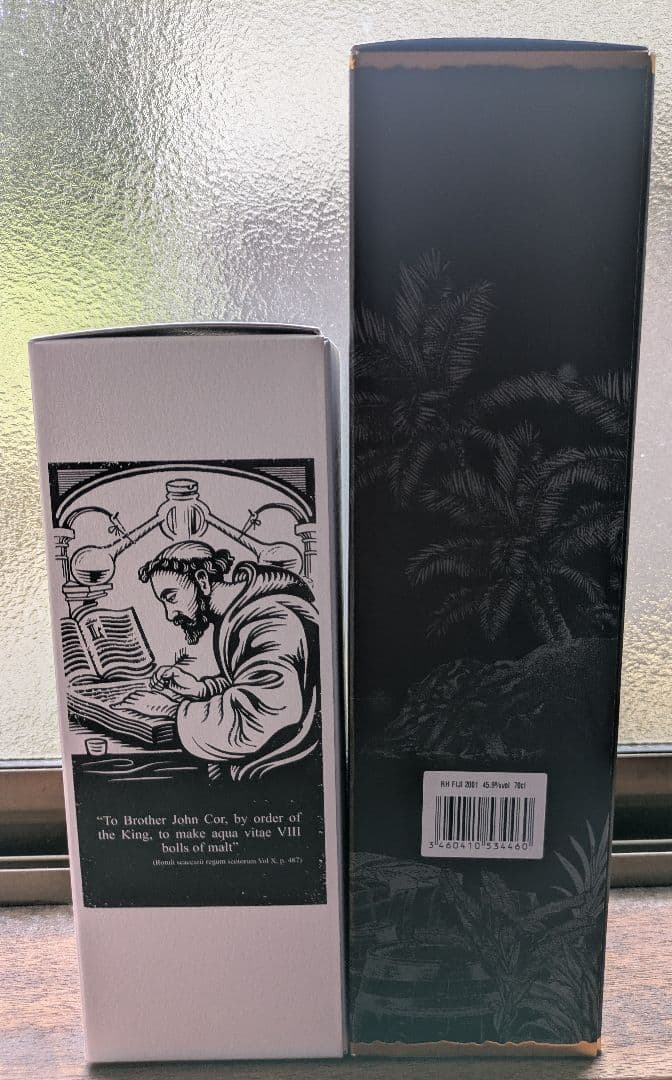 “To Brother John Cor, by order of
the King, to make aqua vitae VIII
bolls of malt”
(Rotuli scaccarii regum scotorum Vol X, p. 487)
RH FIJI 2001 45.9%vol 70cl
3 460410 534460